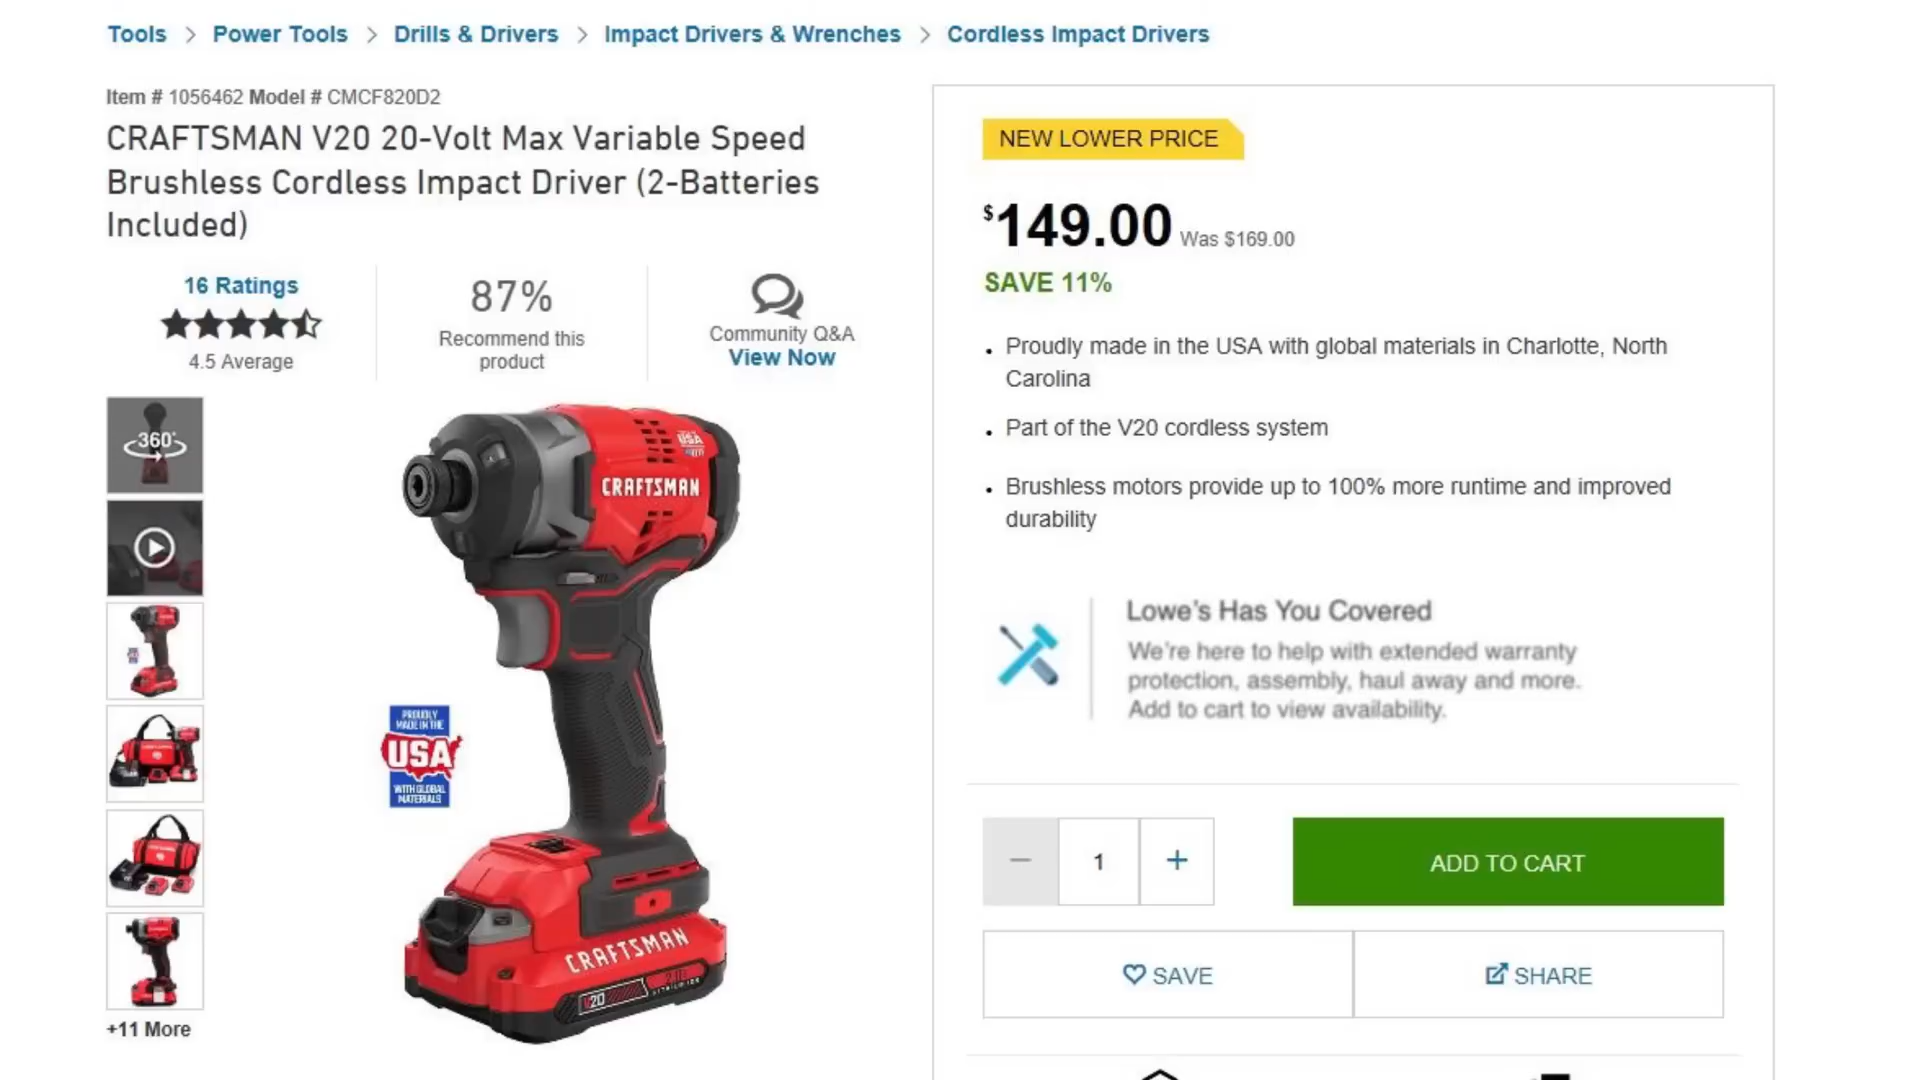 Tools > Power Tools > Drills & Drivers > Impact Drivers & Wrenches > Cordless Impact Drivers
Item # 1056462 Model # CMCF820D2
CRAFTSMAN V20 20-Volt Max Variable Speed
Brushless Cordless Impact Driver (2-Batteries
Included)
16 Ratings
4.5 Average
87%
Recommend this
product
Community Q&A
View Now
360°
+11 More
USA
CRAFTSMAN
PROUDLY
MADE IN THE
USA
WITH GLOBAL
MATERIALS
CRAFTSMAN
V20
NEW LOWER PRICE
$149.00 Was $169.00
SAVE 11%
• Proudly made in the USA with global materials in Charlotte, North
Carolina
• Part of the V20 cordless system
• Brushless motors provide up to 100% more runtime and improved
durability
Lowe's Has You Covered
We're here to help with extended warranty
protection, assembly, haul away and more.
Add to cart to view availability.
− 1 +
ADD TO CART
SAVE
SHARE